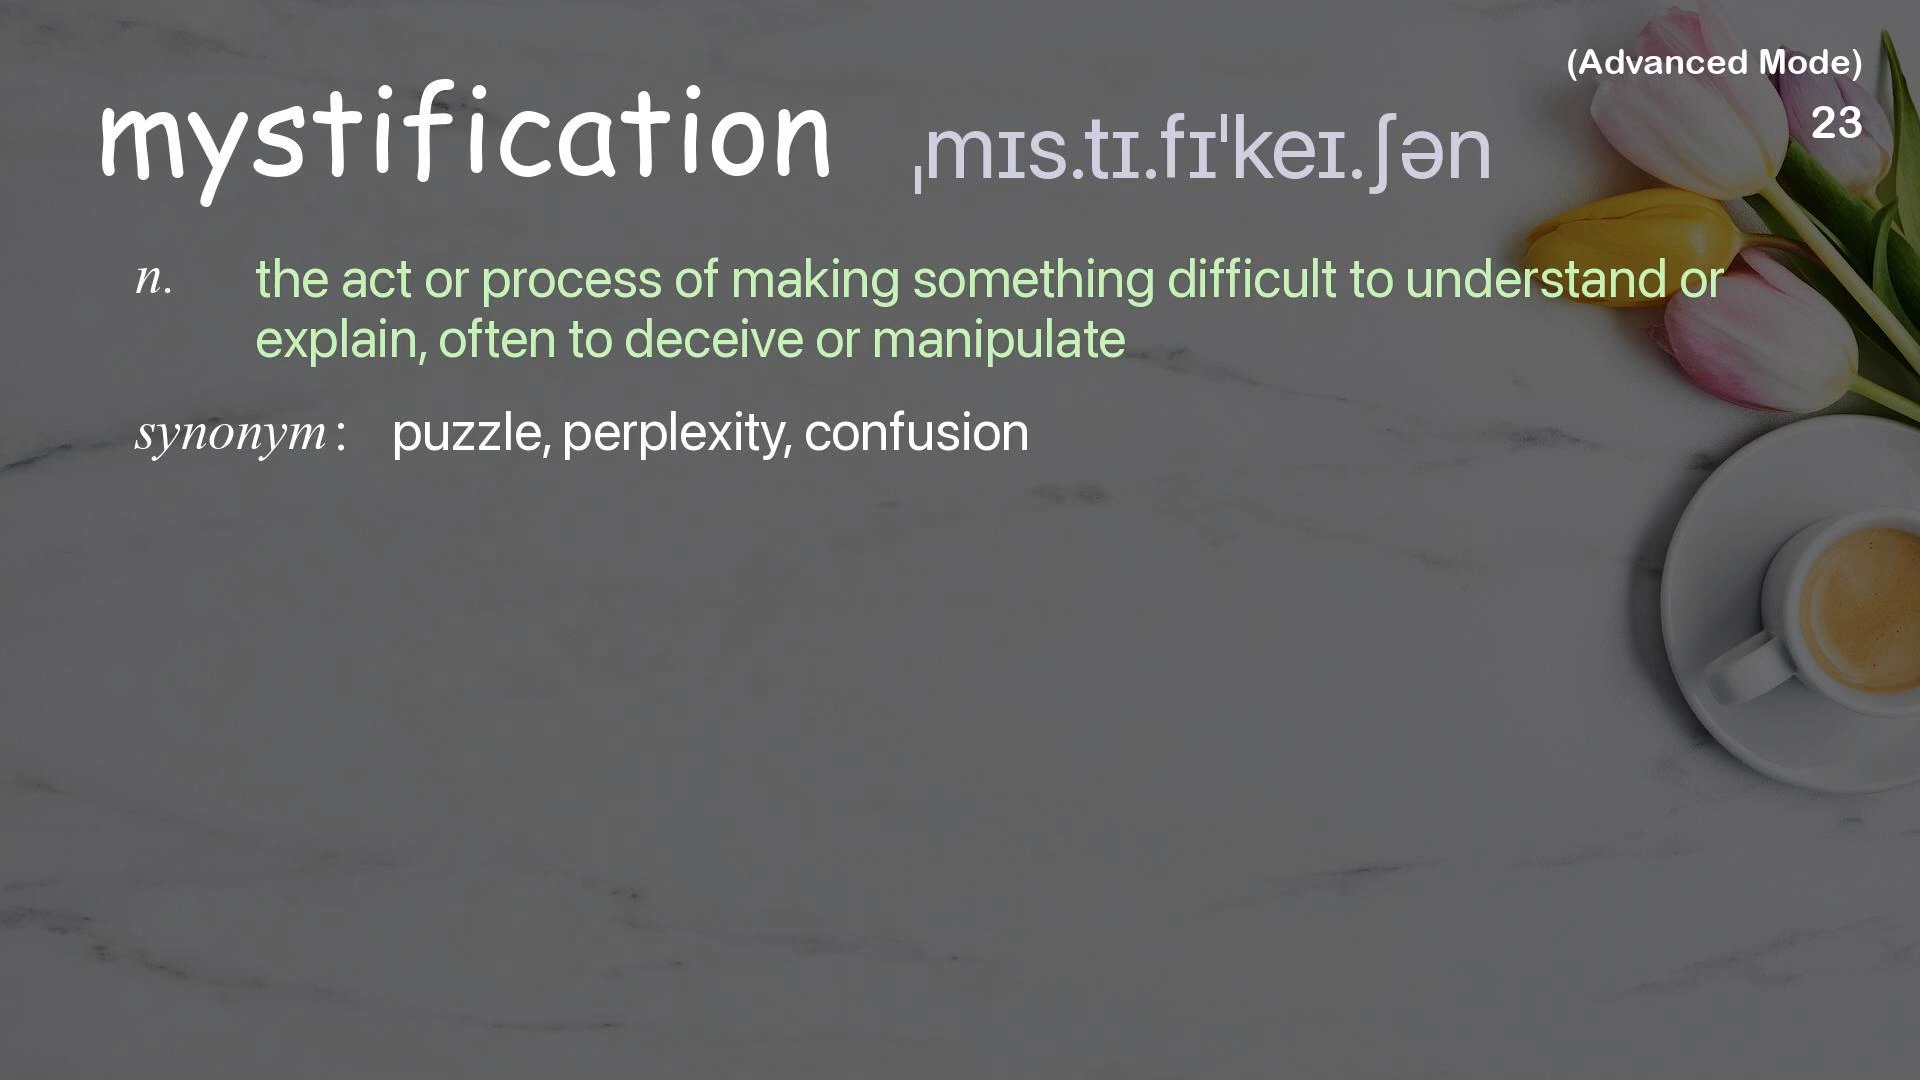 (Advanced Mode)
mystification ˌmɪs.tɪ.fɪˈkeɪ.ʃən
23
n. the act or process of making something difficult to understand or
explain, often to deceive or manipulate
synonym: puzzle, perplexity, confusion